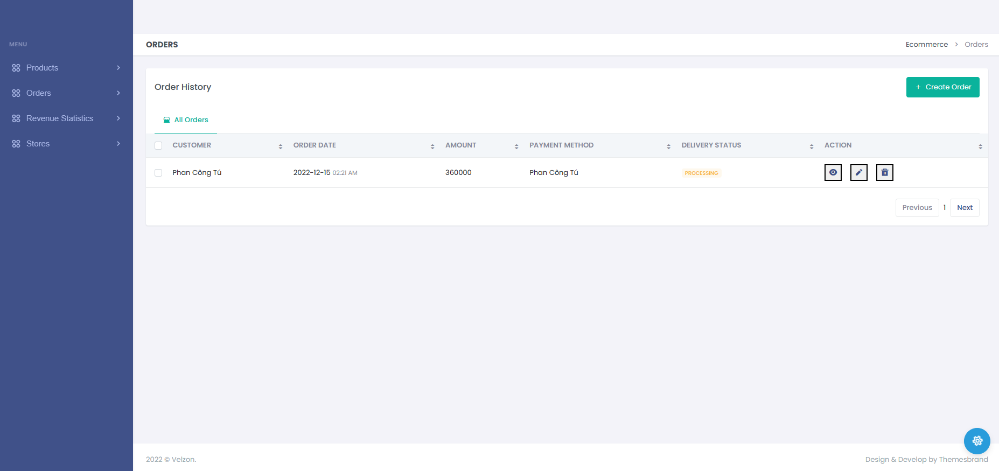 MENU
Products
Orders
Revenue Statistics
Stores
ORDERS
Ecommerce > Orders
Order History
+ Create Order
All Orders
CUSTOMER ORDER DATE AMOUNT PAYMENT METHOD DELIVERY STATUS ACTION
Phan Công Tú 2022-12-15 02:21 AM 360000 Phan Công Tú PROCESSING
Previous 1 Next
2022 © Velzon.
Design & Develop by Themesbrand